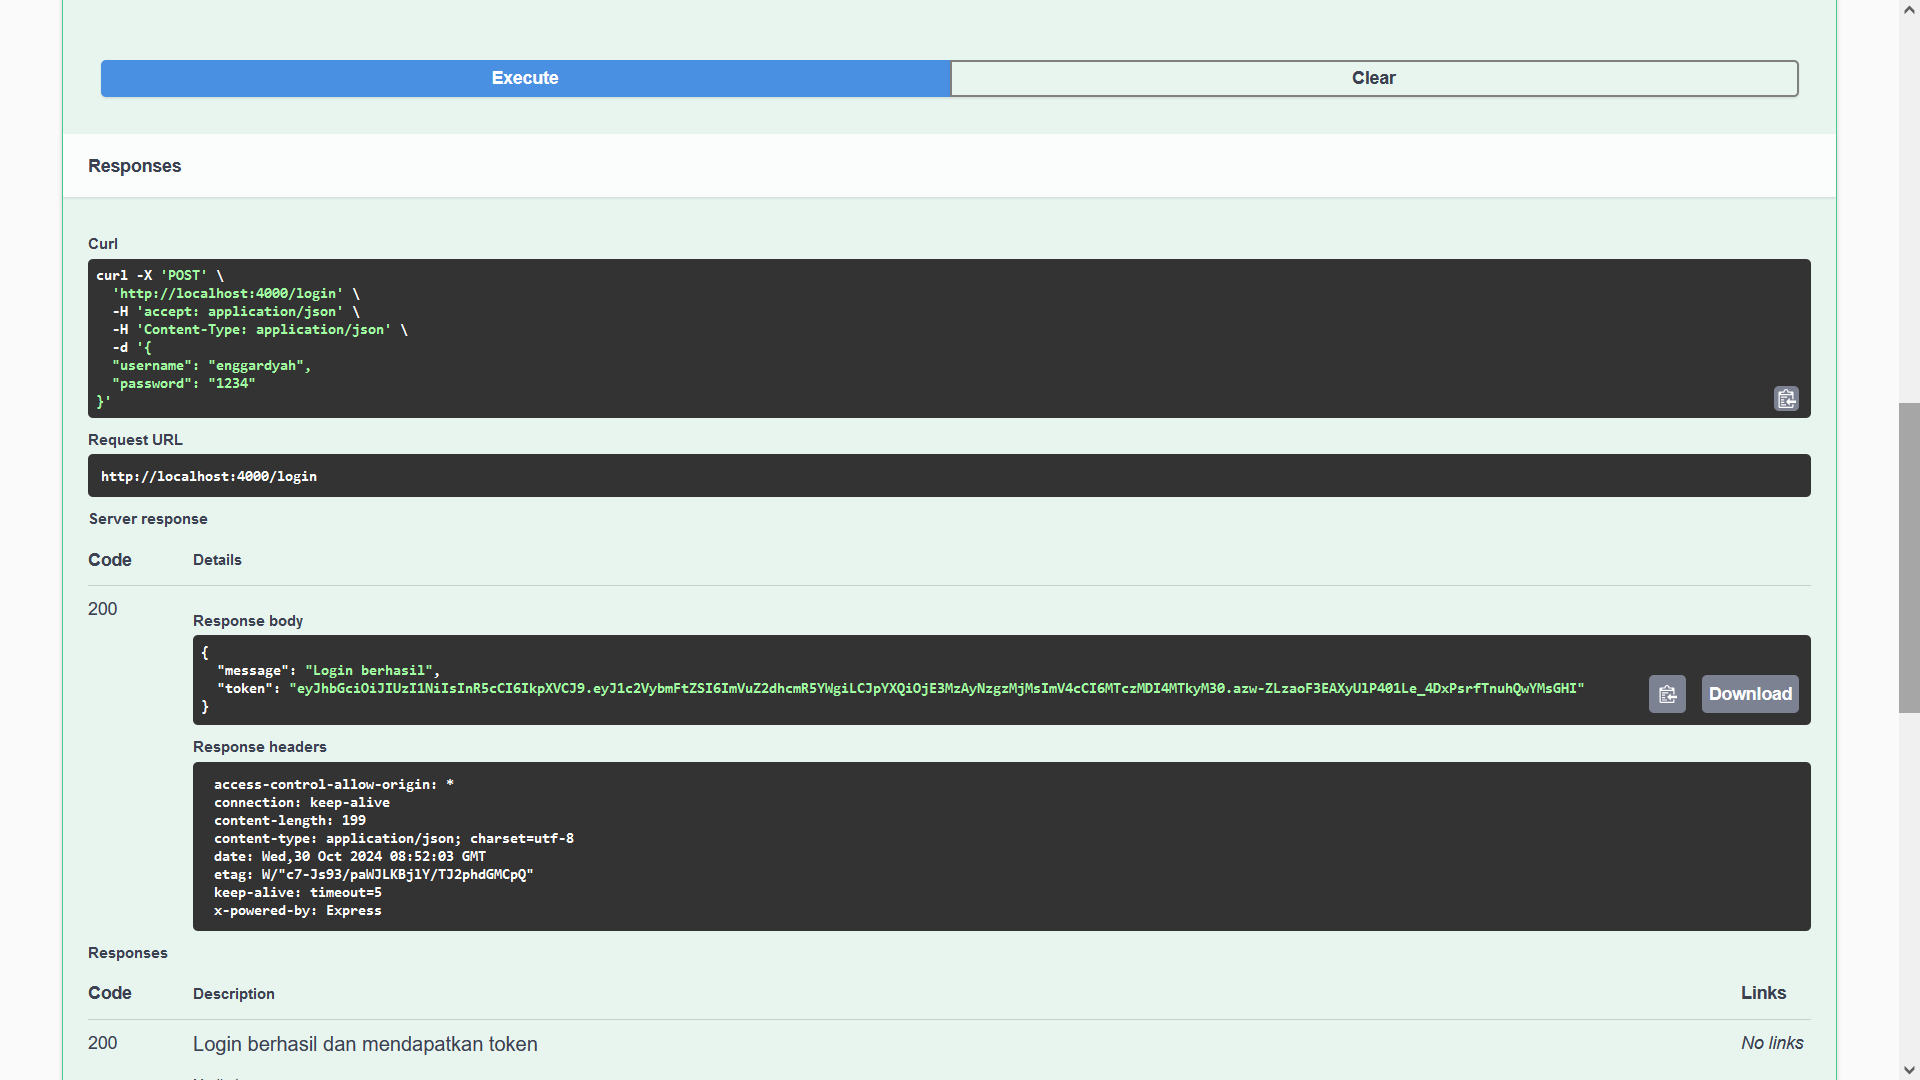 Execute
Clear
Responses
Curl
curl -X 'POST' \
'http://localhost:4000/login' \
-H 'accept: application/json' \
-H 'Content-Type: application/json' \
-d '{
"username": "enggardyah",
"password": "1234"
}'
Request URL
http://localhost:4000/login
Server response
Code Details
200
Response body
{
"message": "Login berhasil",
"token": "eyJhbGciOiJIUzI1NiIsInR5cCI6IkpXVCJ9.eyJ1c2VybmFtZSI6ImVuZ2dhcmR5YWgiLCJpYXQiOjE3MzAyNzgzMjMsImV4cCI6MTczMDI4MTkyM30.azw-ZLzaoF3EAXyUlP401Le_4DxPsrfTnuhQwYMsGHI"
}
Download
Response headers
access-control-allow-origin: *
connection: keep-alive
content-length: 199
content-type: application/json; charset=utf-8
date: Wed,30 Oct 2024 08:52:03 GMT
etag: W/"c7-Js93/paWJLKBjlY/TJ2phdGMCpQ"
keep-alive: timeout=5
x-powered-by: Express
Responses
Code Description Links
200 Login berhasil dan mendapatkan token No links